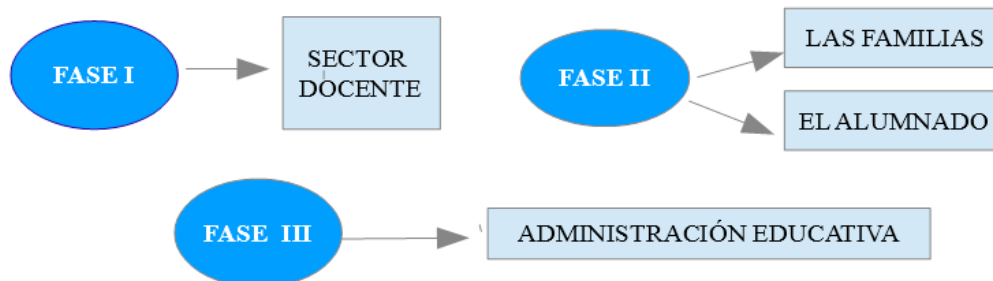 FASE I
SECTOR
DOCENTE
FASE II
LAS FAMILIAS
EL ALUMNADO
FASE III
ADMINISTRACIÓN EDUCATIVA